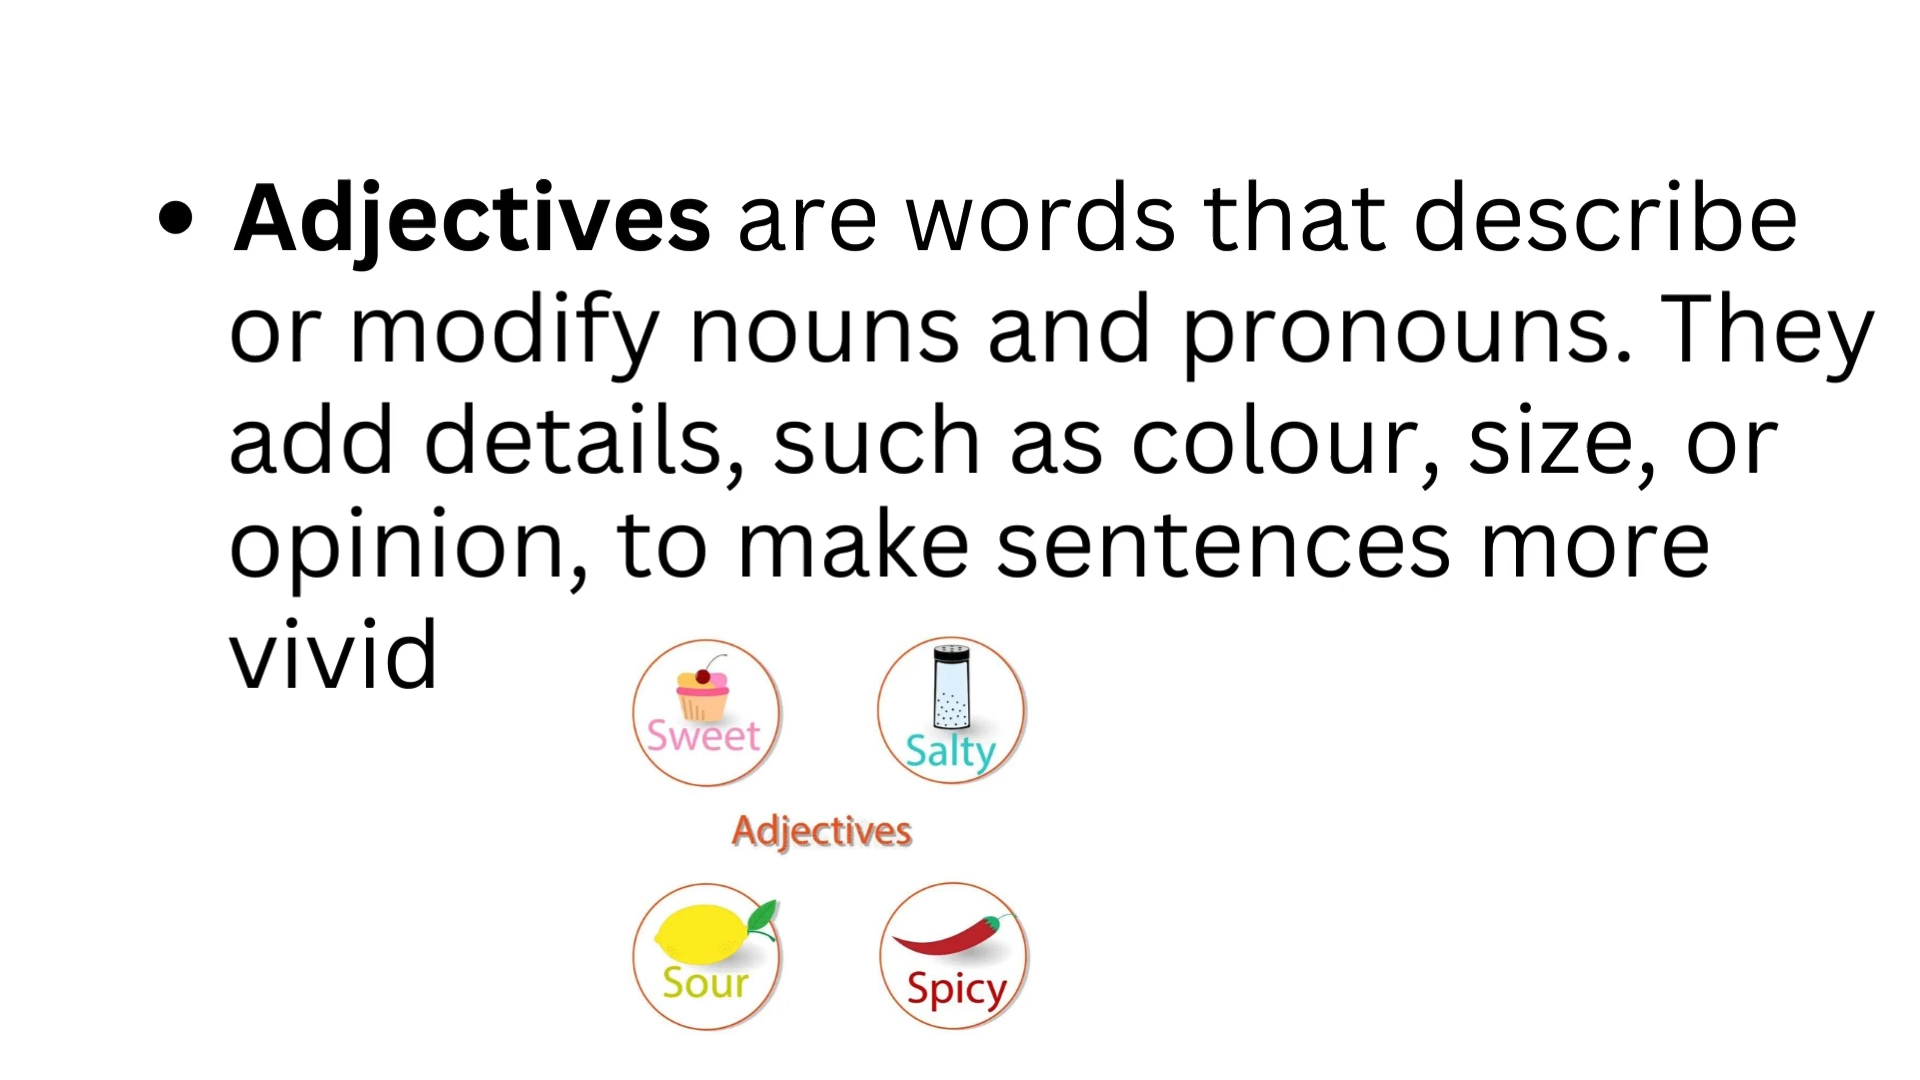 • Adjectives are words that describe
or modify nouns and pronouns. They
add details, such as colour, size, or
opinion, to make sentences more
vivid
Sweet
Salty
Adjectives
Sour
Spicy